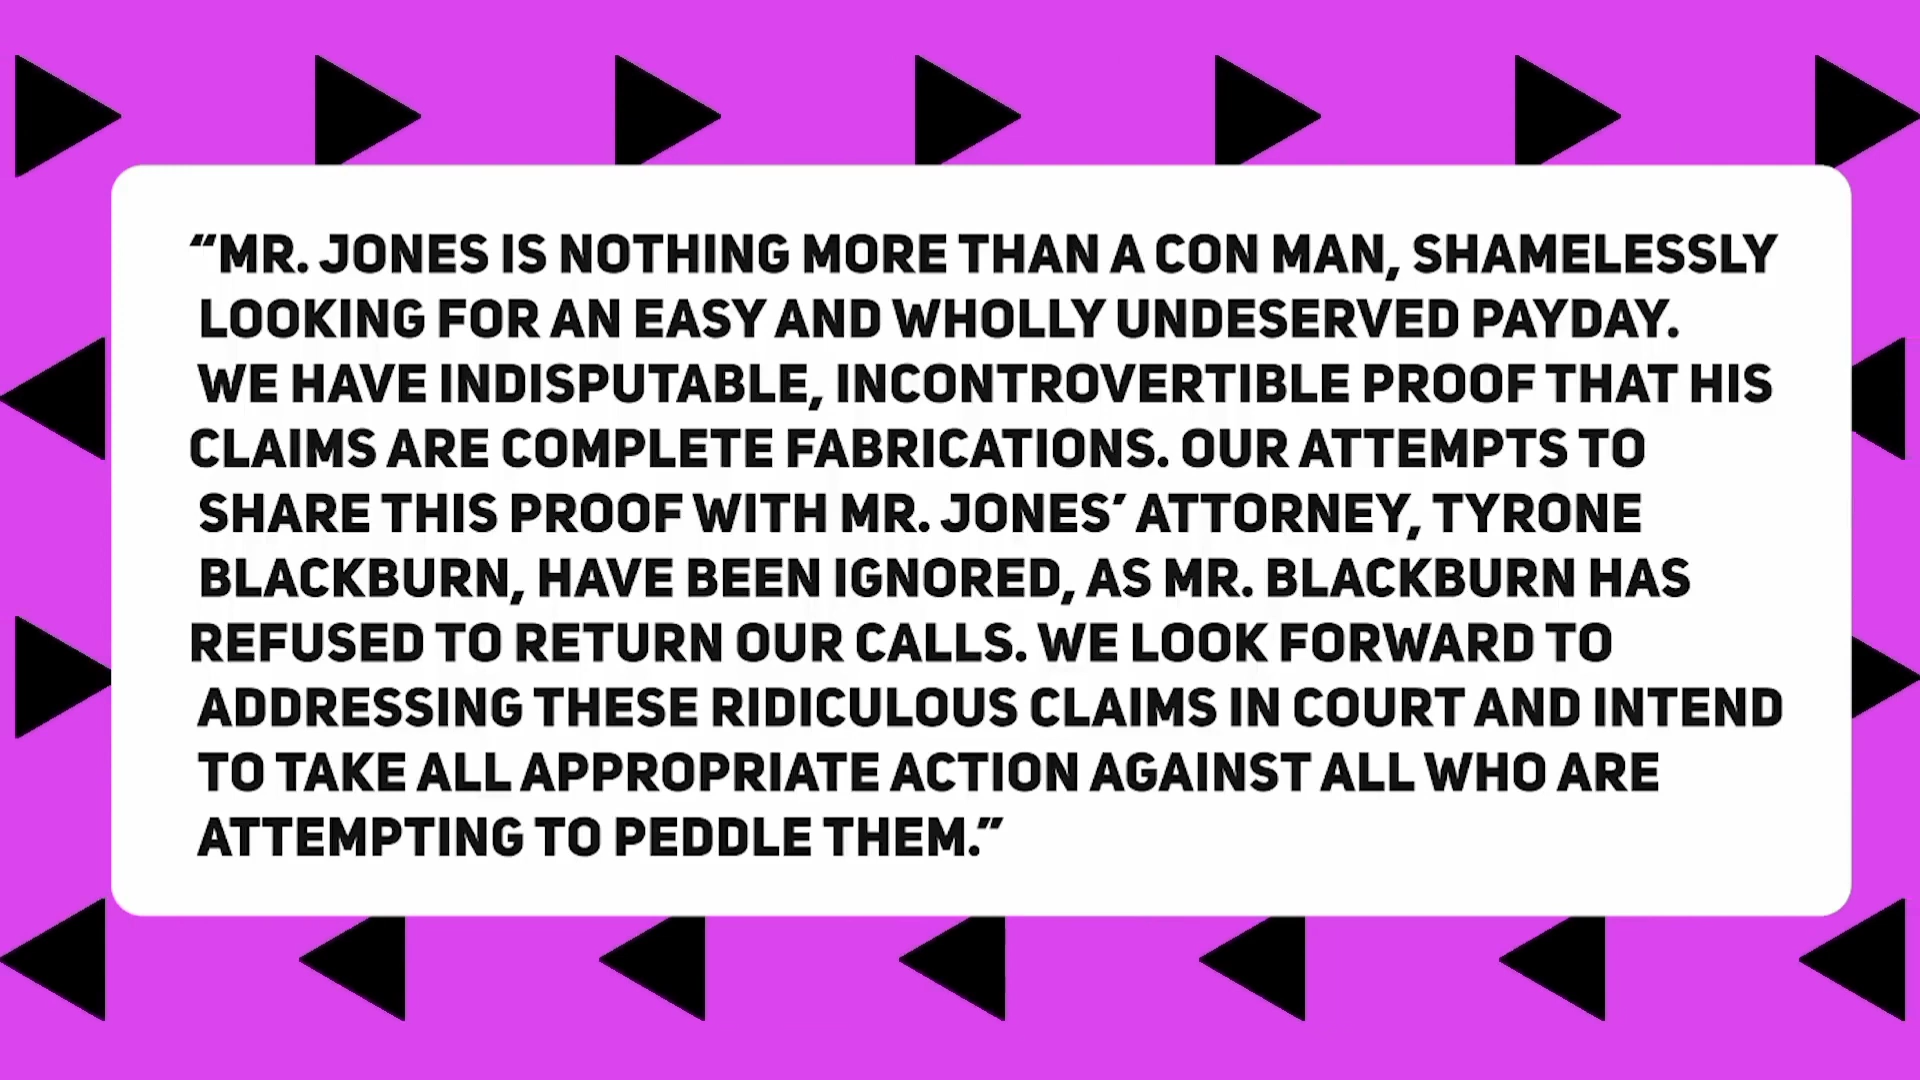 “MR. JONES IS NOTHING MORE THAN A CON MAN, SHAMELESSLY
LOOKING FOR AN EASY AND WHOLLY UNDESERVED PAYDAY.
WE HAVE INDISPUTABLE, INCONTROVERTIBLE PROOF THAT HIS
CLAIMS ARE COMPLETE FABRICATIONS. OUR ATTEMPTS TO
SHARE THIS PROOF WITH MR. JONES’ ATTORNEY, TYRONE
BLACKBURN, HAVE BEEN IGNORED, AS MR. BLACKBURN HAS
REFUSED TO RETURN OUR CALLS. WE LOOK FORWARD TO
ADDRESSING THESE RIDICULOUS CLAIMS IN COURT AND INTEND
TO TAKE ALL APPROPRIATE ACTION AGAINST ALL WHO ARE
ATTEMPTING TO PEDDLE THEM.”